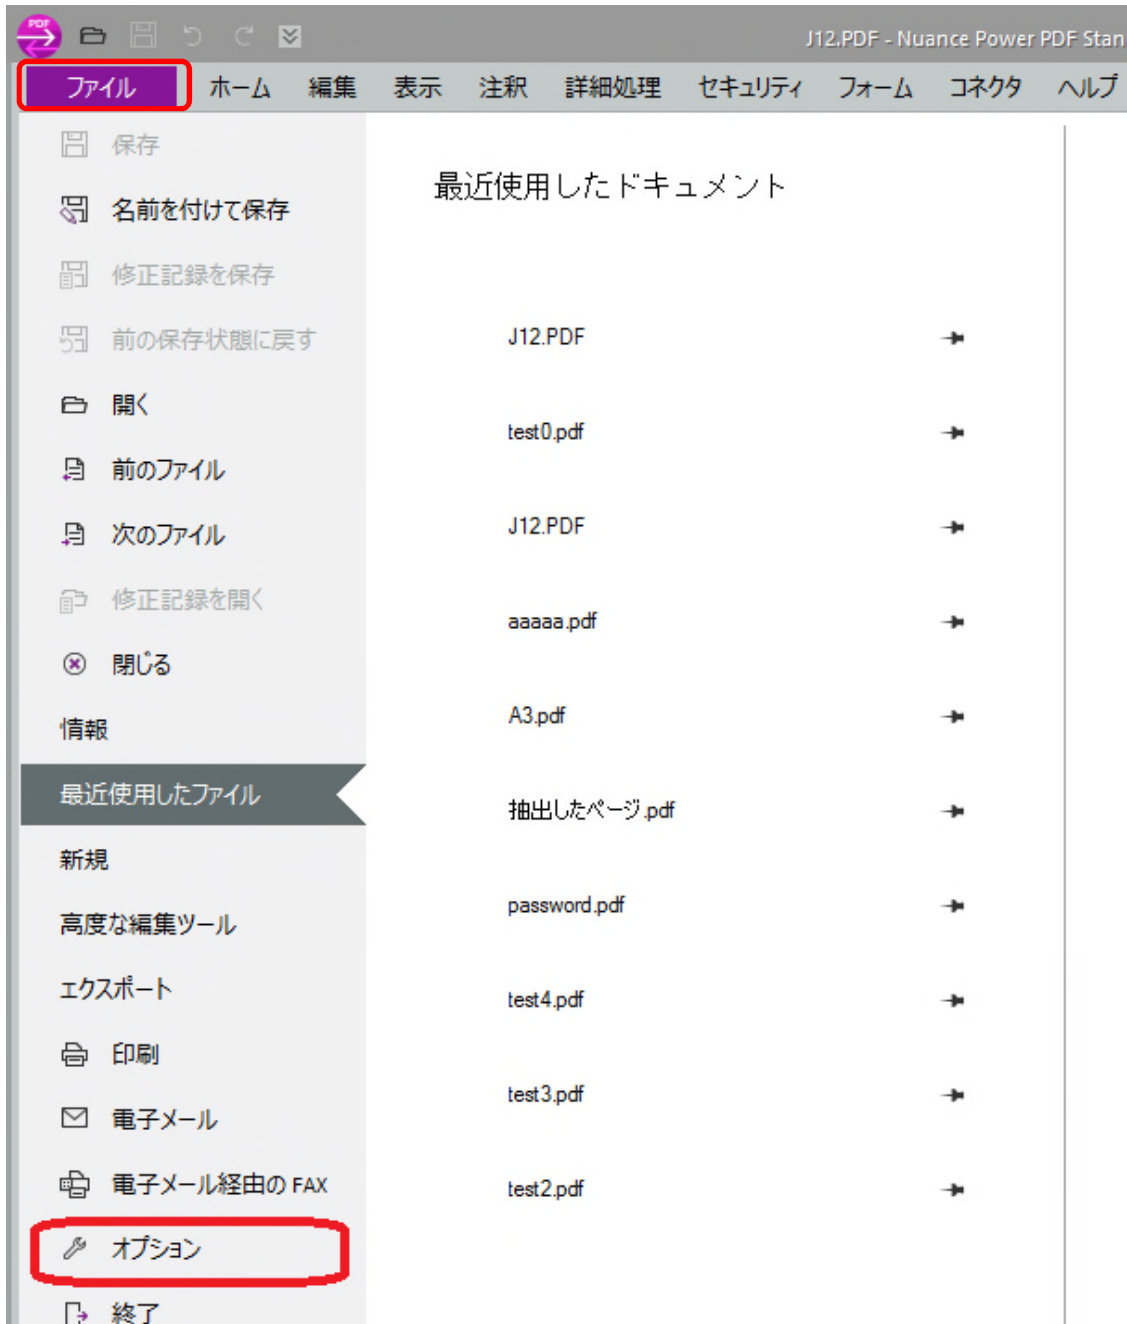 PDF
J12.PDF - Nuance Power PDF Stan
ファイル ホーム 編集 表示 注釈 詳細処理 セキュリティ フォーム コネクタ ヘルプ
保存
名前を付けて保存
修正記録を保存
前の保存状態に戻す
開く
前のファイル
次のファイル
修正記録を開く
閉じる
情報
最近使用したファイル
新規
高度な編集ツール
エクスポート
印刷
電子メール
電子メール経由の FAX
オプション
終了
最近使用したドキュメント
J12.PDF
test0.pdf
J12.PDF
aaaaa.pdf
A3.pdf
抽出したページ.pdf
password.pdf
test4.pdf
test3.pdf
test2.pdf